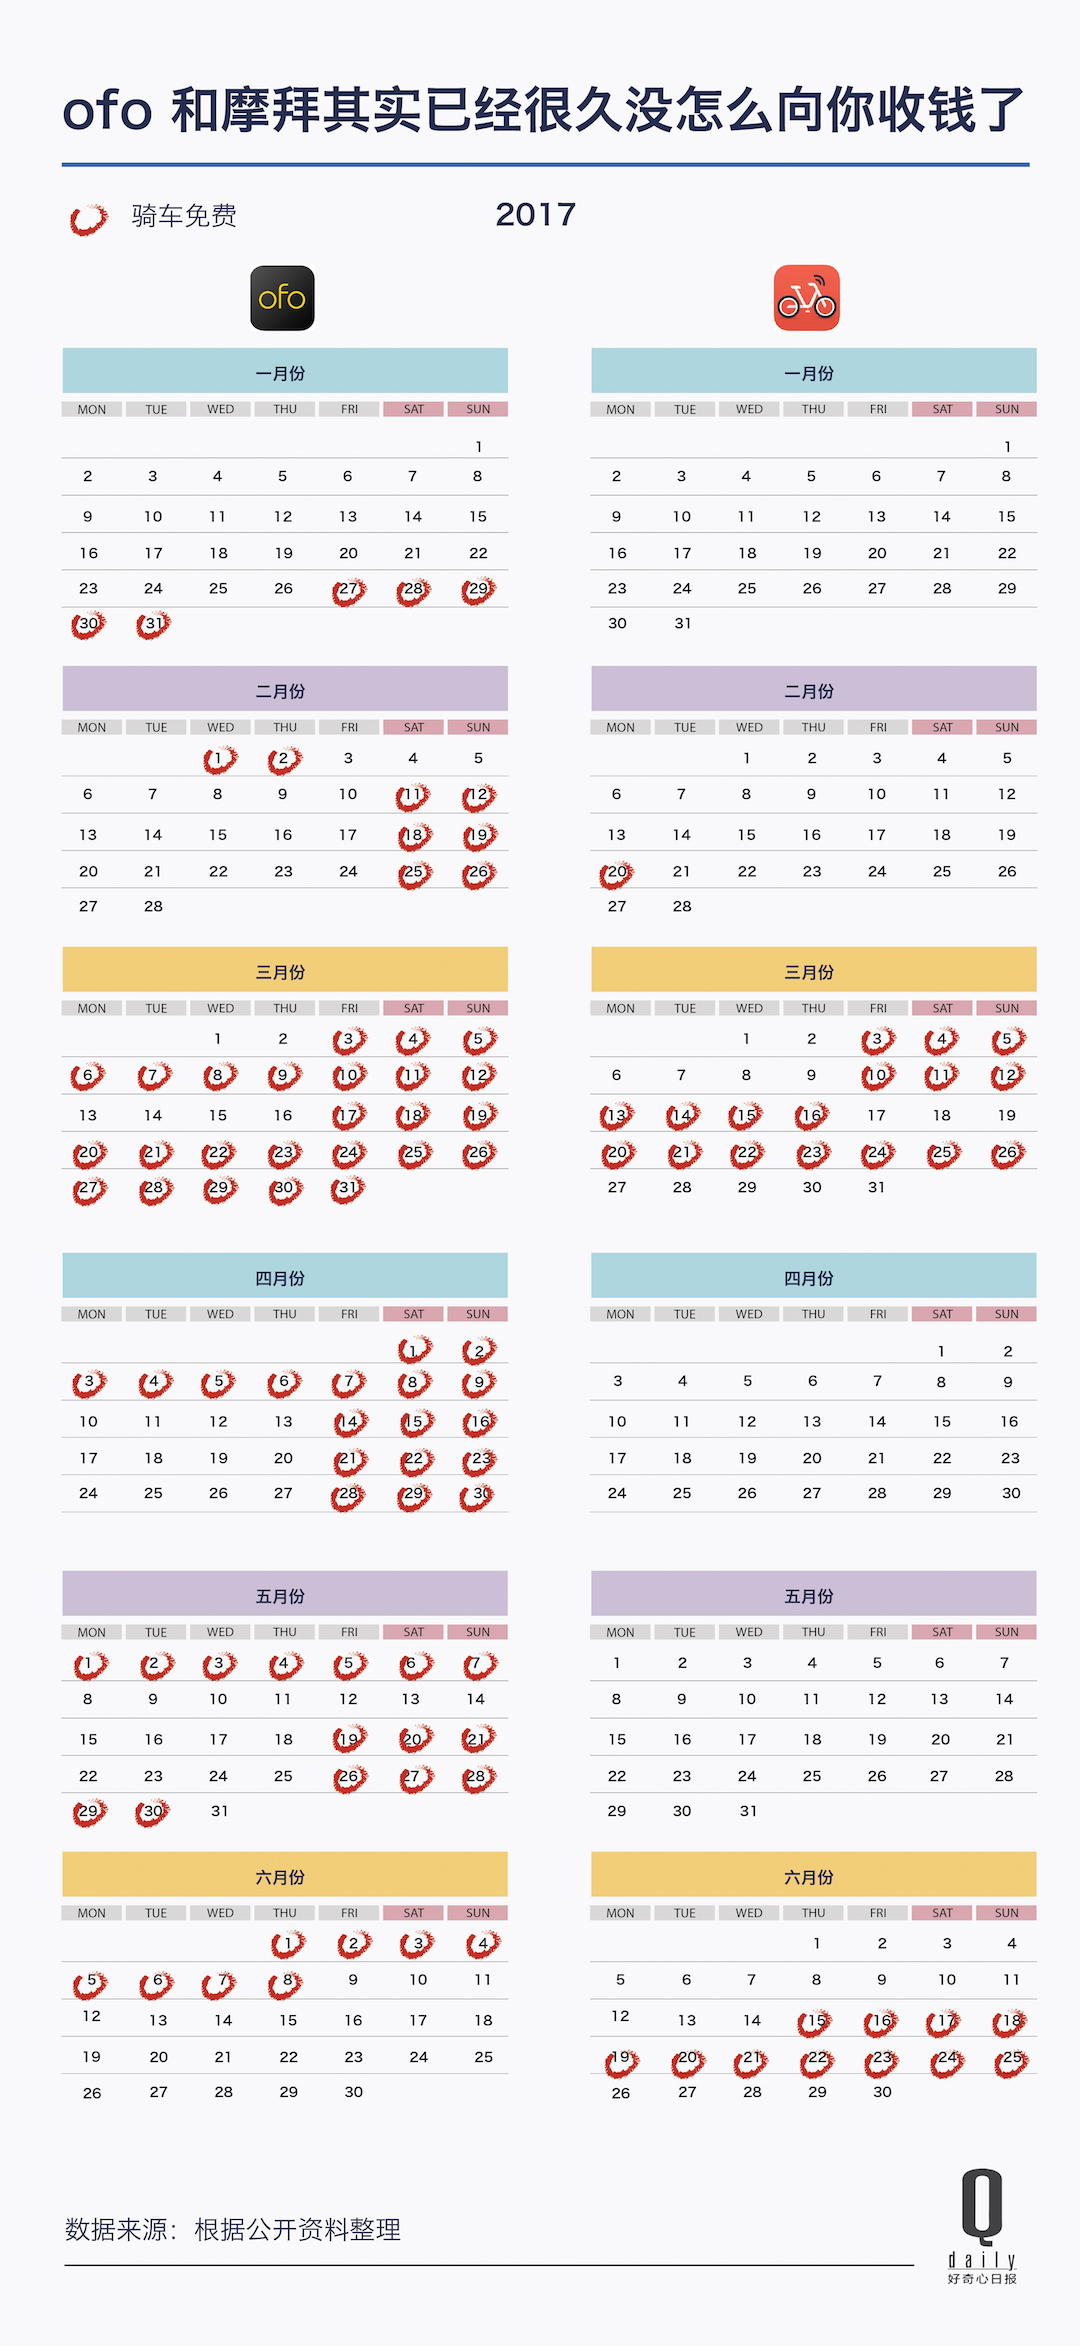 ofo 和摩拜其实已经很久没怎么向你收钱了
骑车免费
2017
ofo
一月份
MON TUE WED THU FRI SAT SUN
1
2 3 4 5 6 7 8
9 10 11 12 13 14 15
16 17 18 19 20 21 22
23 24 25 26 27 28 29
30 31
二月份
MON TUE WED THU FRI SAT SUN
1 2 3 4 5
6 7 8 9 10 11 12
13 14 15 16 17 18 19
20 21 22 23 24 25 26
27 28
三月份
MON TUE WED THU FRI SAT SUN
1 2 3 4 5
6 7 8 9 10 11 12
13 14 15 16 17 18 19
20 21 22 23 24 25 26
27 28 29 30 31
四月份
MON TUE WED THU FRI SAT SUN
1 2
3 4 5 6 7 8 9
10 11 12 13 14 15 16
17 18 19 20 21 22 23
24 25 26 27 28 29 30
五月份
MON TUE WED THU FRI SAT SUN
1 2 3 4 5 6 7
8 9 10 11 12 13 14
15 16 17 18 19 20 21
22 23 24 25 26 27 28
29 30 31
六月份
MON TUE WED THU FRI SAT SUN
1 2 3 4
5 6 7 8 9 10 11
12 13 14 15 16 17 18
19 20 21 22 23 24 25
26 27 28 29 30
一月份
MON TUE WED THU FRI SAT SUN
1
2 3 4 5 6 7 8
9 10 11 12 13 14 15
16 17 18 19 20 21 22
23 24 25 26 27 28 29
30 31
二月份
MON TUE WED THU FRI SAT SUN
1 2 3 4 5
6 7 8 9 10 11 12
13 14 15 16 17 18 19
20 21 22 23 24 25 26
27 28
三月份
MON TUE WED THU FRI SAT SUN
1 2 3 4 5
6 7 8 9 10 11 12
13 14 15 16 17 18 19
20 21 22 23 24 25 26
27 28 29 30 31
四月份
MON TUE WED THU FRI SAT SUN
1 2
3 4 5 6 7 8 9
10 11 12 13 14 15 16
17 18 19 20 21 22 23
24 25 26 27 28 29 30
五月份
MON TUE WED THU FRI SAT SUN
1 2 3 4 5 6 7
8 9 10 11 12 13 14
15 16 17 18 19 20 21
22 23 24 25 26 27 28
29 30 31
六月份
MON TUE WED THU FRI SAT SUN
1 2 3 4
5 6 7 8 9 10 11
12 13 14 15 16 17 18
19 20 21 22 23 24 25
26 27 28 29 30
数据来源：根据公开资料整理
Q
daily
好奇心日报